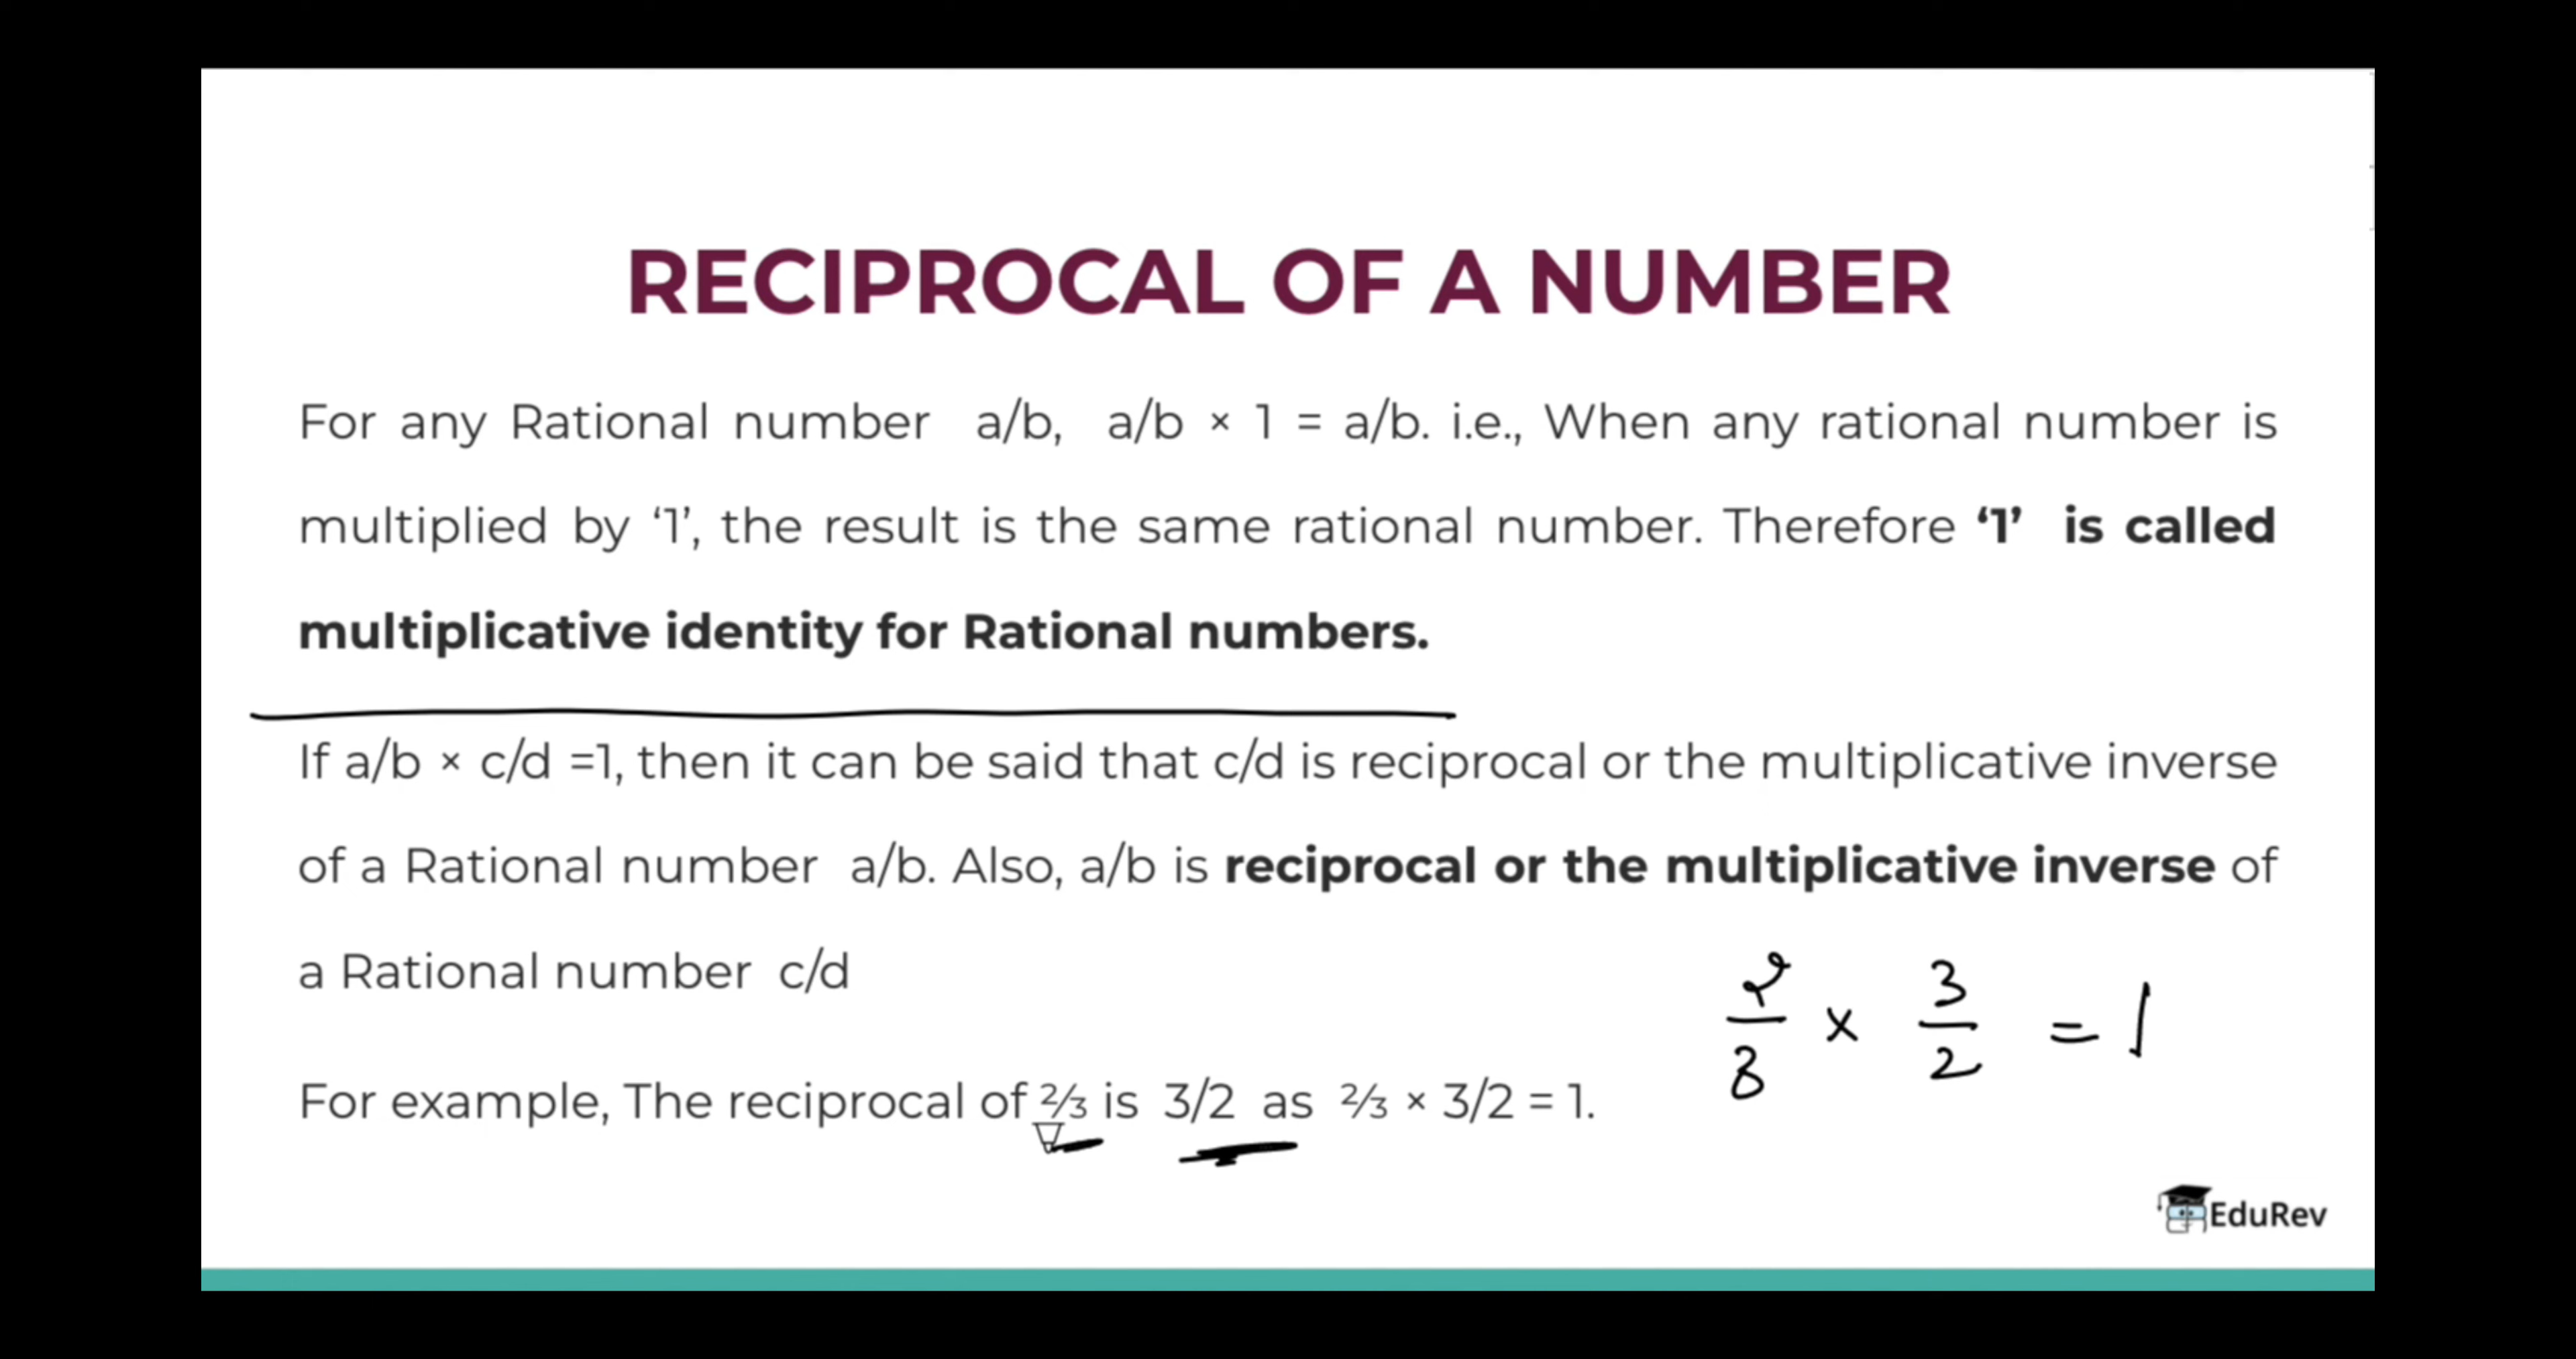 RECIPROCAL OF A NUMBER
For any Rational number a/b, a/b × 1 = a/b. i.e., When any rational number is
multiplied by ‘1’, the result is the same rational number. Therefore ‘1’ is called
multiplicative identity for Rational numbers.
If a/b × c/d =1, then it can be said that c/d is reciprocal or the multiplicative inverse
of a Rational number a/b. Also, a/b is reciprocal or the multiplicative inverse of
a Rational number c/d
2/3 × 3/2 = 1
For example, The reciprocal of ⅔ is 3/2 as ⅔ × 3/2 = 1.
EduRev